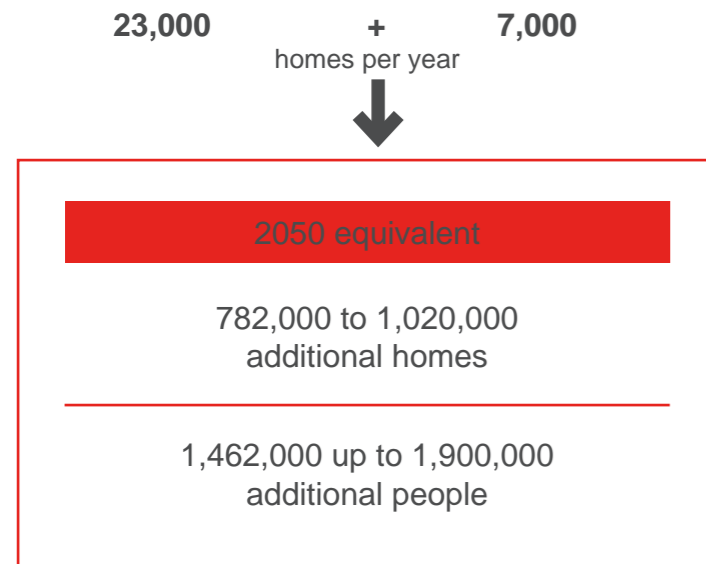 23,000 + 7,000
homes per year
2050 equivalent
782,000 to 1,020,000
additional homes
1,462,000 up to 1,900,000
additional people